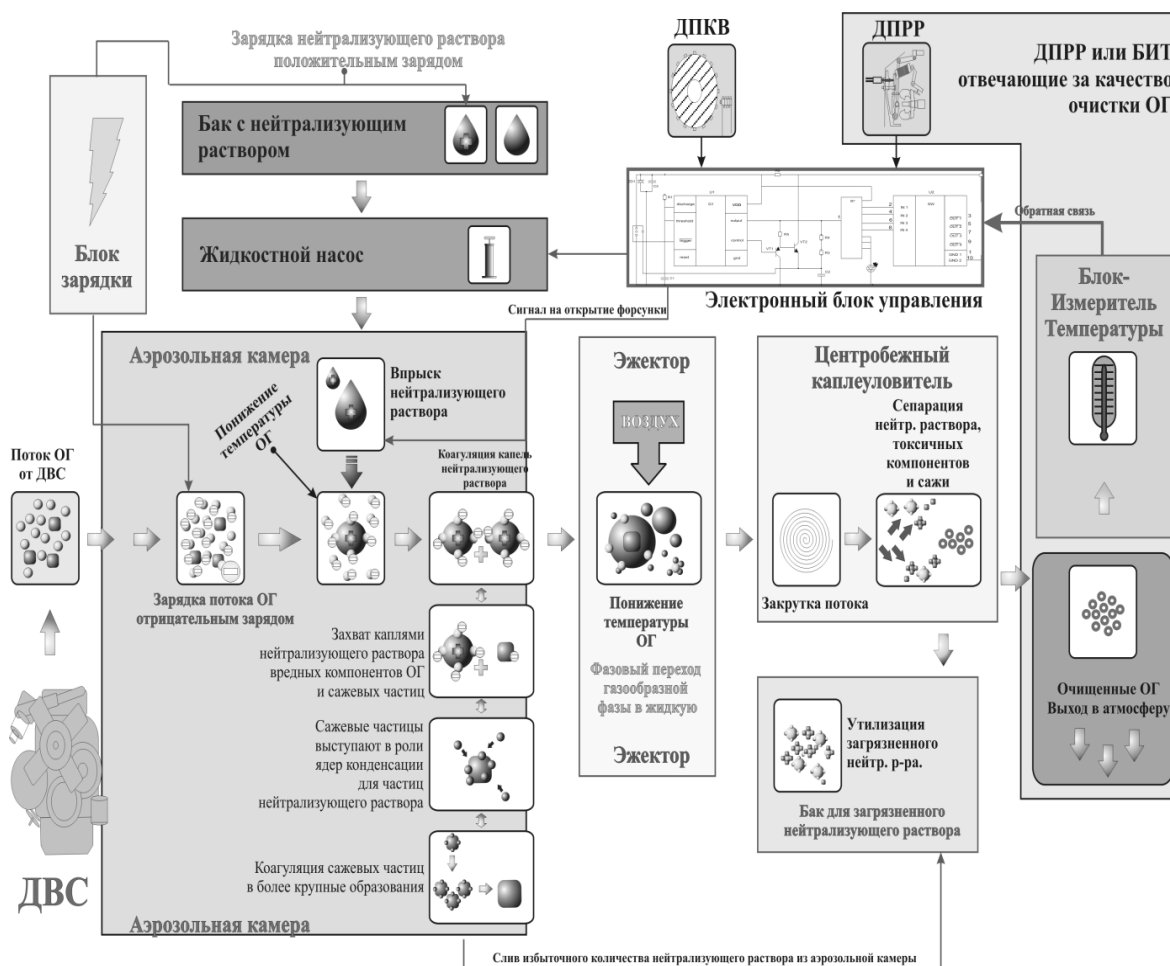 Зарядка нейтрализующего раствора
положительным зарядом
ДПКВ
ДПРР
ДПРР или БИТ
отвечающие за качество
очистки ОГ
Бак с нейтрализующим
раствором
Блок
зарядки
Жидкостной насос
Обратная связь
Электронный блок управления
Сигнал на открытие форсунки
Блок-
Измеритель
Температуры
Аэрозольная камера
Впрыск
нейтрализующего
раствора
Понижение
температуры
ОГ
Эжектор
ВОЗДУХ
Центробежный
каплеуловитель
Сепарация
нейтр. раствора,
токсичных
компонентов
и сажи
Поток ОГ
от ДВС
Коагуляция капель
нейтрализующего
раствора
Зарядка потока ОГ
отрицательным зарядом
Понижение
температуры
ОГ
Фазовый переход
газообразной
фазы в жидкую
Эжектор
Закрутка потока
Захват каплями
нейтрализующего раствора
вредных компонентов ОГ
и сажевых частиц
Сажевые частицы
выступают в роли
ядер конденсации
для частиц
нейтрализующего раствора
Коагуляция сажевых частиц
в более крупные образования
Аэрозольная камера
ДВС
Очищенные ОГ
Выход в атмосферу
Утилизация
загрязненного
нейтр. р-ра.
Бак для загрязненного
нейтрализующего раствора
Слив избыточного количества нейтрализующего раствора из аэрозольной камеры